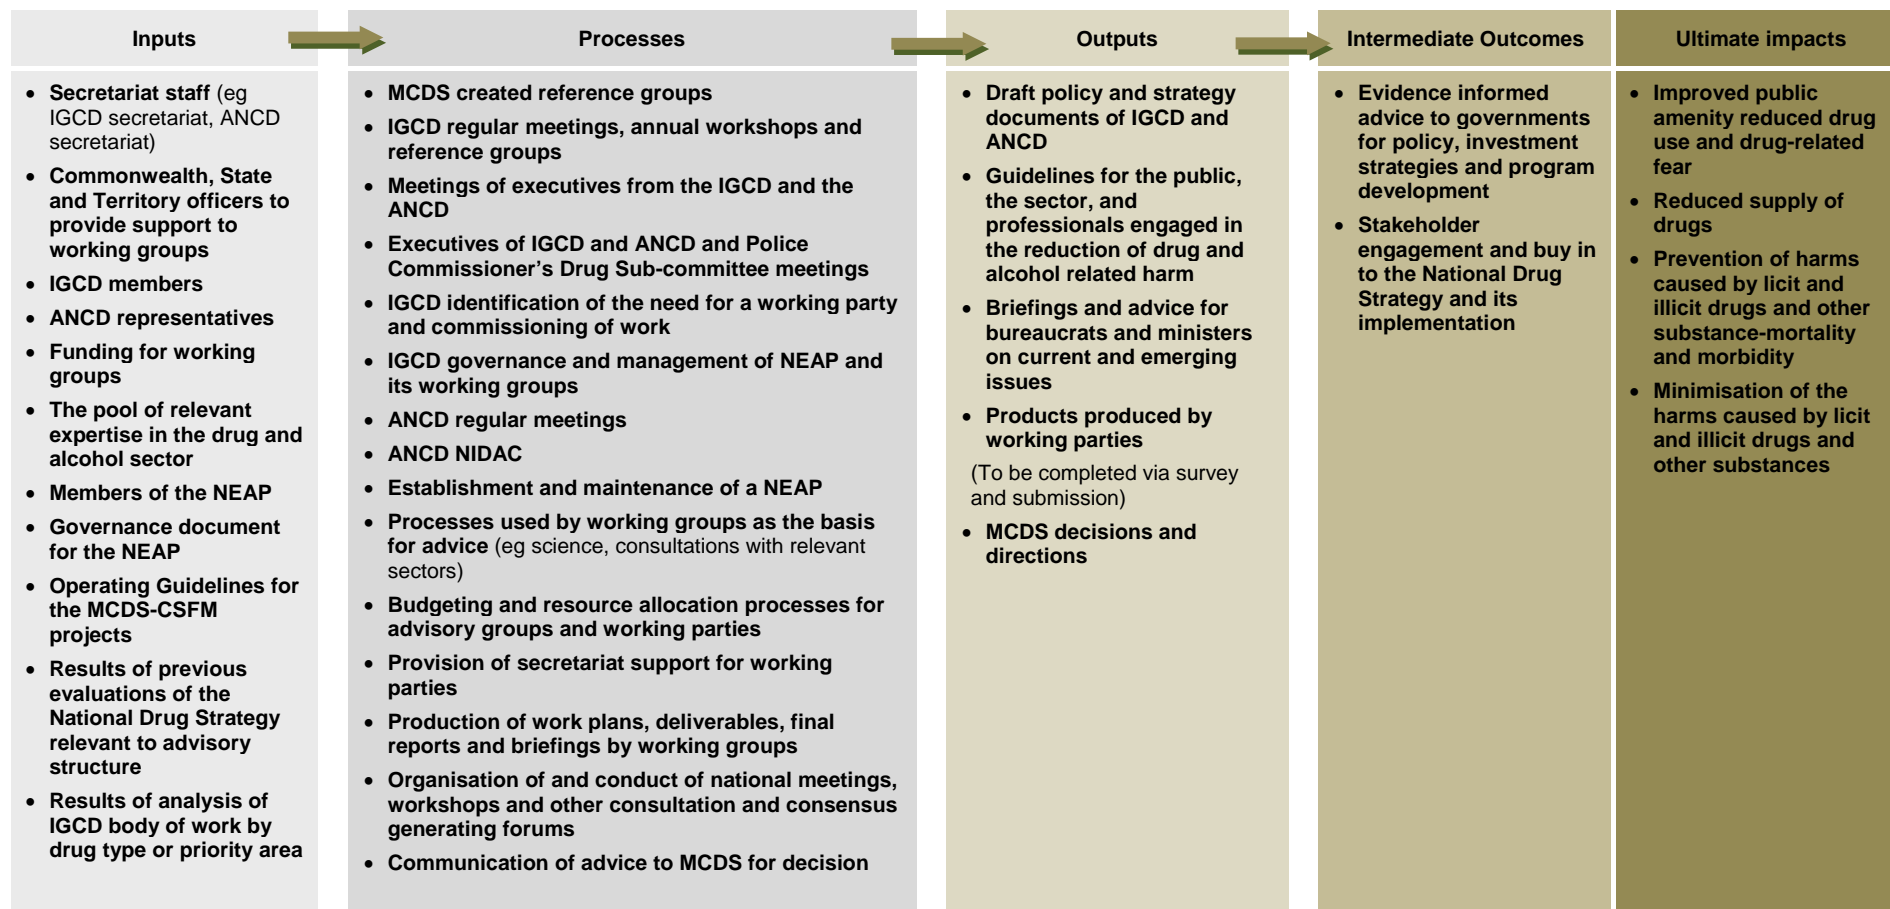 Inputs
Processes
Outputs
Intermediate Outcomes
Ultimate impacts
• Secretariat staff (eg
IGCD secretariat, ANCD
secretariat)
• Commonwealth, State
and Territory officers to
provide support to
working groups
• IGCD members
• ANCD representatives
• Funding for working
groups
• The pool of relevant
expertise in the drug and
alcohol sector
• Members of the NEAP
• Governance document
for the NEAP
• Operating Guidelines for
the MCDS-CSFM
projects
• Results of previous
evaluations of the
National Drug Strategy
relevant to advisory
structure
• Results of analysis of
IGCD body of work by
drug type or priority area
• MCDS created reference groups
• IGCD regular meetings, annual workshops and
reference groups
• Meetings of executives from the IGCD and the
ANCD
• Executives of IGCD and ANCD and Police
Commissioner’s Drug Sub-committee meetings
• IGCD identification of the need for a working party
and commissioning of work
• IGCD governance and management of NEAP and
its working groups
• ANCD regular meetings
• ANCD NIDAC
• Establishment and maintenance of a NEAP
• Processes used by working groups as the basis
for advice (eg science, consultations with relevant
sectors)
• Budgeting and resource allocation processes for
advisory groups and working parties
• Provision of secretariat support for working
parties
• Production of work plans, deliverables, final
reports and briefings by working groups
• Organisation of and conduct of national meetings,
workshops and other consultation and consensus
generating forums
• Communication of advice to MCDS for decision
• Draft policy and strategy
documents of IGCD and
ANCD
• Guidelines for the public,
the sector, and
professionals engaged in
the reduction of drug and
alcohol related harm
• Briefings and advice for
bureaucrats and ministers
on current and emerging
issues
• Products produced by
working parties
(To be completed via survey
and submission)
• MCDS decisions and
directions
• Evidence informed
advice to governments
for policy, investment
strategies and program
development
• Stakeholder
engagement and buy in
to the National Drug
Strategy and its
implementation
• Improved public
amenity reduced drug
use and drug-related
fear
• Reduced supply of
drugs
• Prevention of harms
caused by licit and
illicit drugs and other
substance-mortality
and morbidity
• Minimisation of the
harms caused by licit
and illicit drugs and
other substances